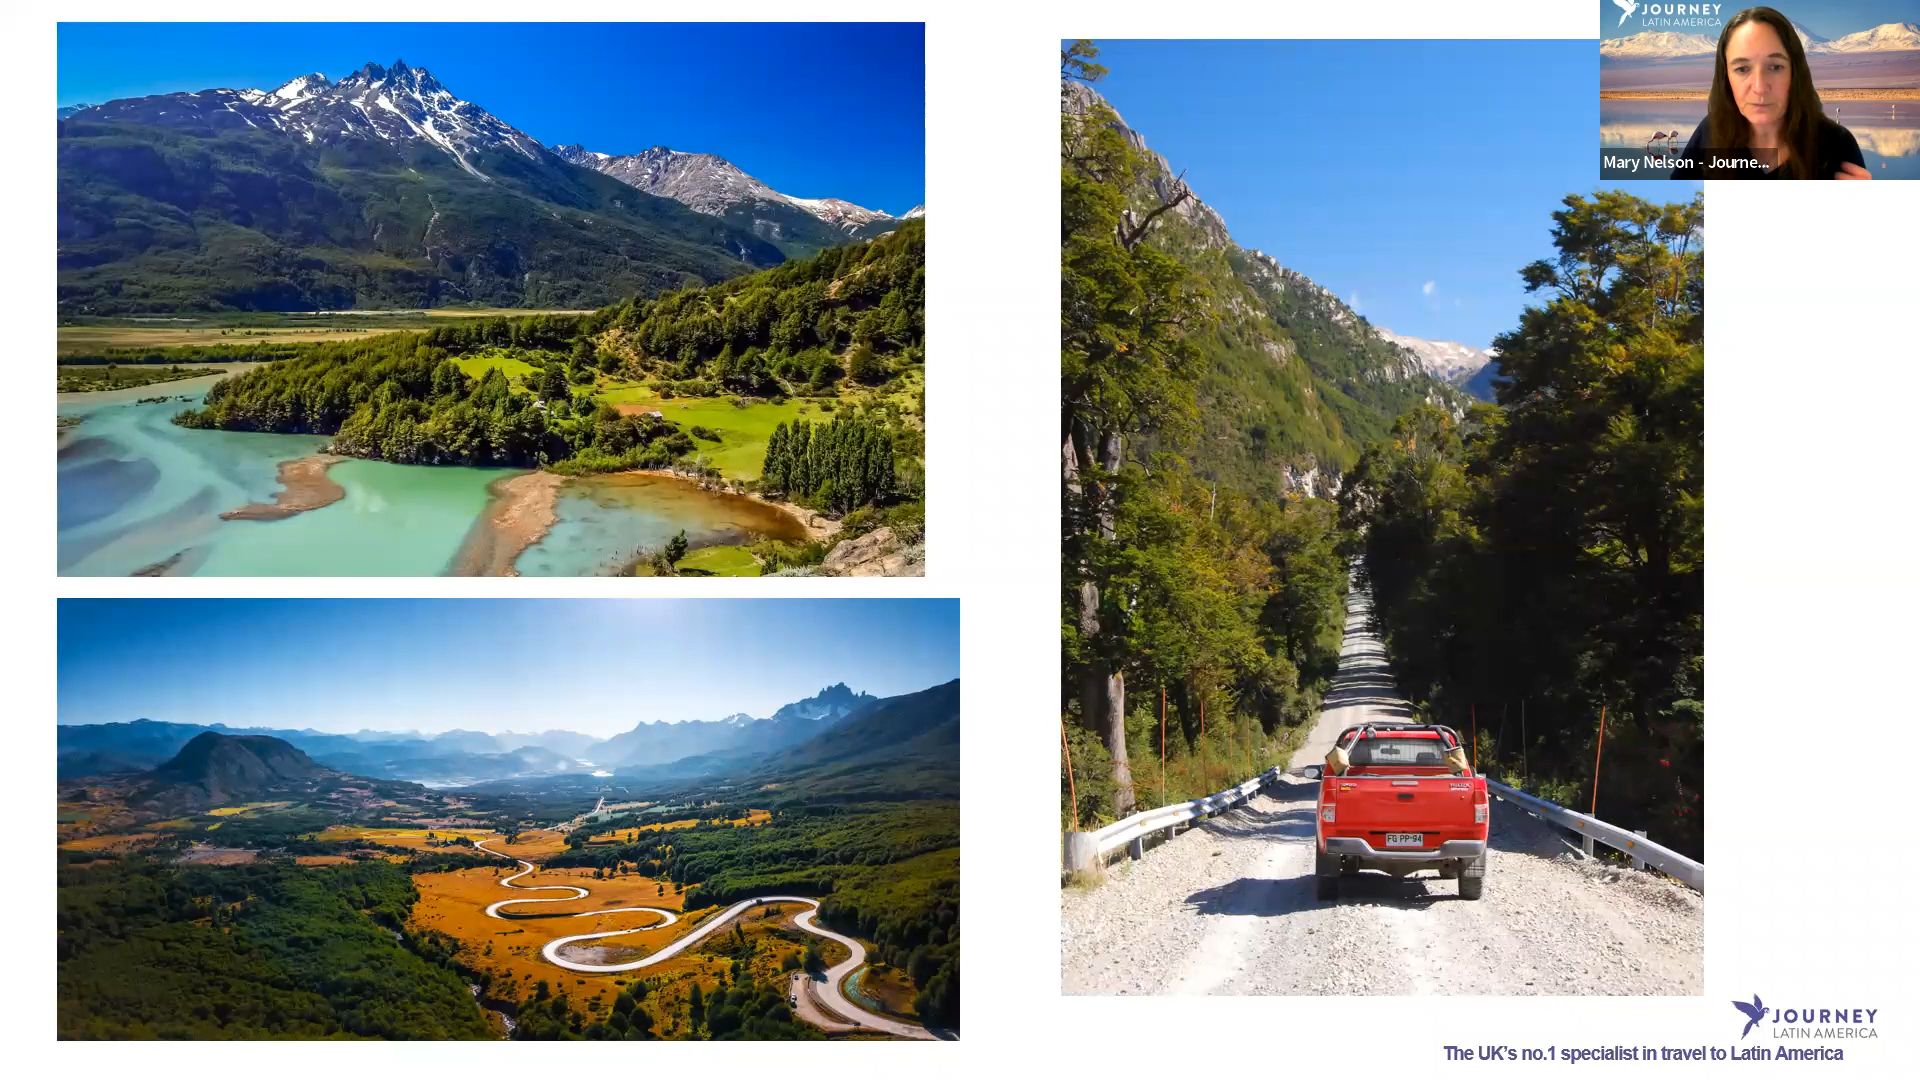 JOURNEY
LATIN AMERICA
Mary Nelson - Journe...
FG PP-94
JOURNEY
LATIN AMERICA
The UK's no.1 specialist in travel to Latin America